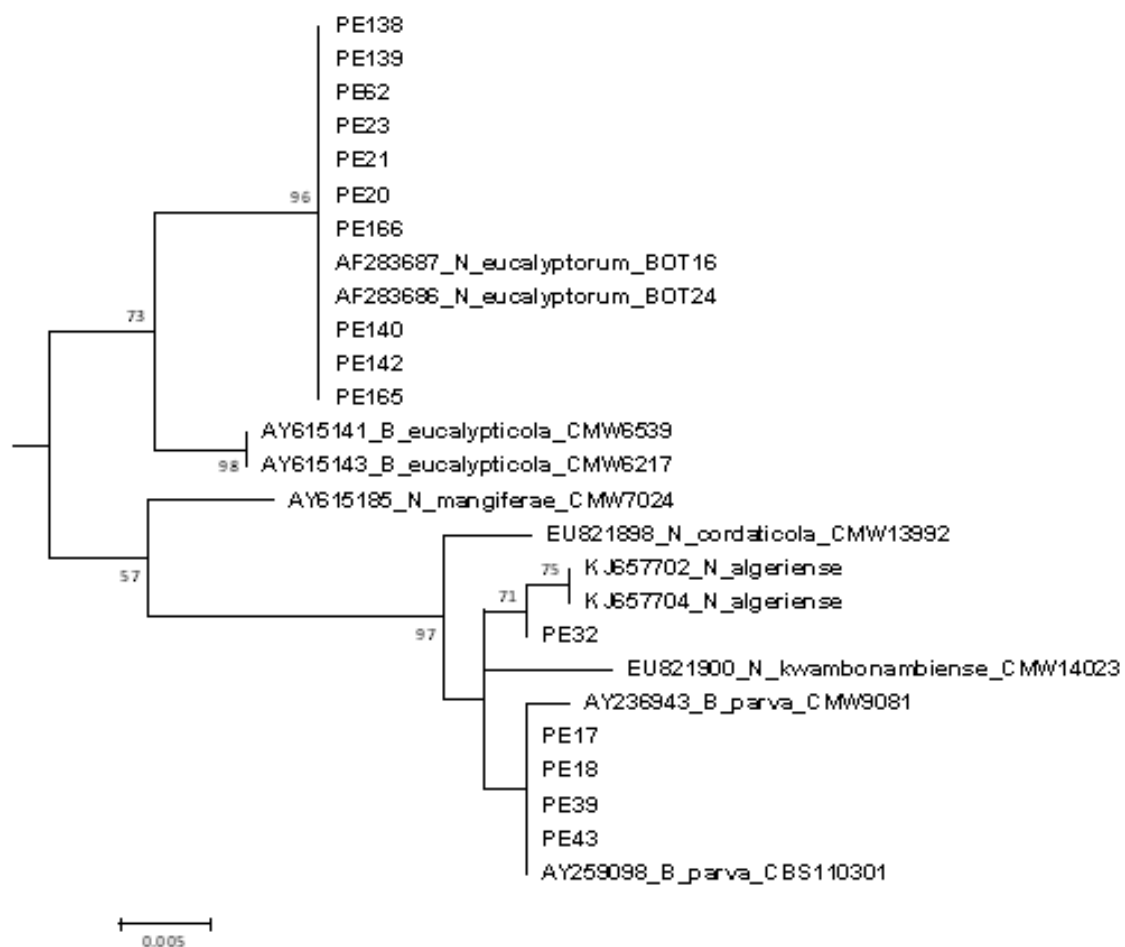 PE138
PE139
PE62
PE23
PE21
96
PE20
PE166
AF283687_N_eucalyptorum_BOT16
AF283686_N_eucalyptorum_BOT24
73
PE140
PE142
PE165
AY615141_B_eucalypticola_CMW6539
98
AY615143_B_eucalypticola_CMW6217
AY615185_N_mangiferae_CMW7024
EU821898_N_cordaticola_CMW13992
57
75
KJ657702_N_algeriense
71
KJ657704_N_algeriense
97
PE32
EU821900_N_kwambonambiense_CMW14023
AY236943_B_parva_CMW9081
PE17
PE18
PE39
PE43
AY259098_B_parva_CBS110301
0.005